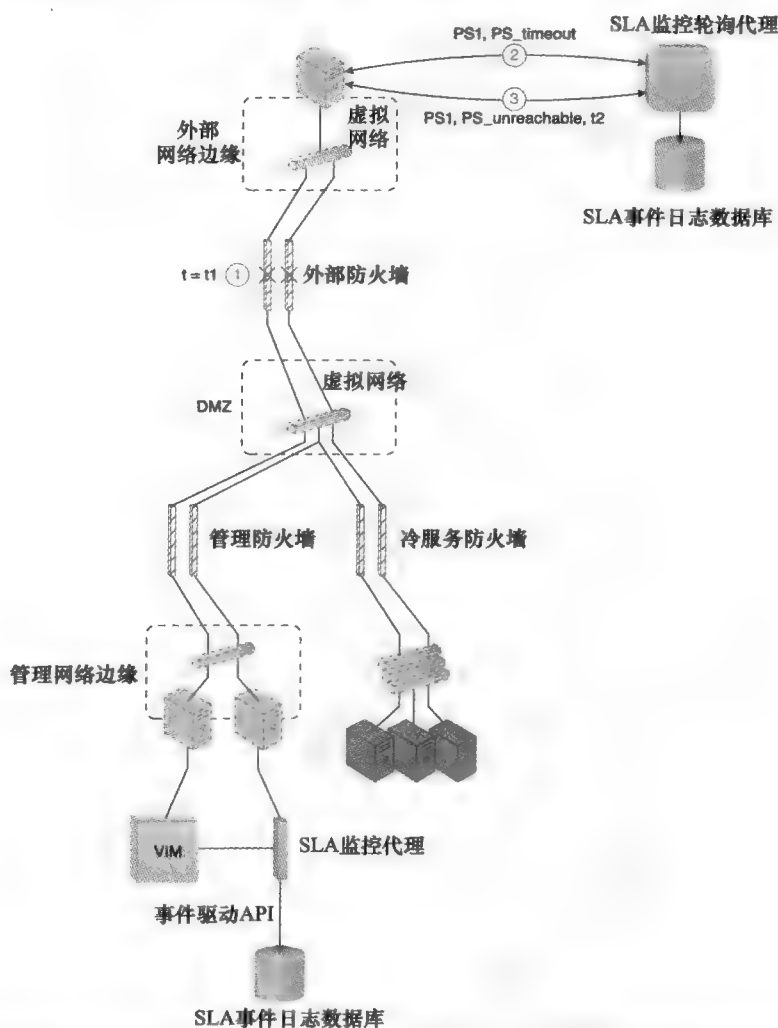 SLA监控轮询代理
PS1, PS_timeout
2
3
PS1, PS_unreachable, t2
外部
网络边缘
虚拟
网络
SLA事件日志数据库
t = t1
1
外部防火墙
虚拟网络
DMZ
管理防火墙
冷服务防火墙
管理网络边缘
VIM
SLA监控代理
事件驱动API
SLA事件日志数据库